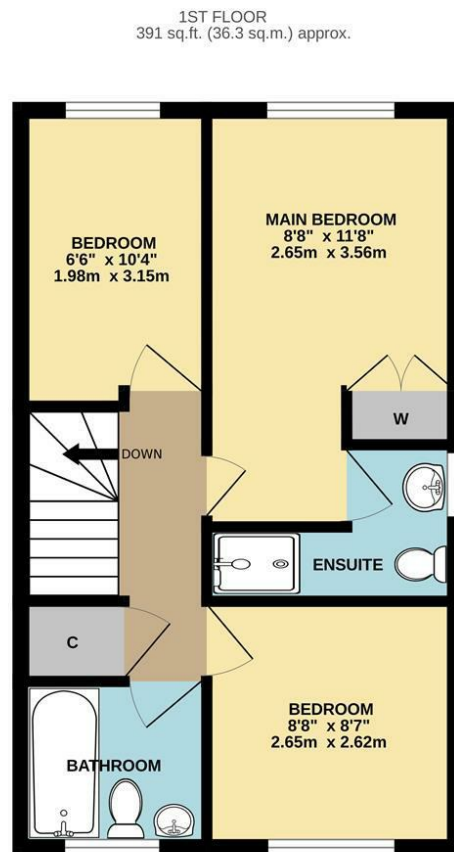 1ST FLOOR
391 sq.ft. (36.3 sq.m.) approx.
BEDROOM
6'6" x 10'4"
1.98m x 3.15m
MAIN BEDROOM
8'8" x 11'8"
2.65m x 3.56m
W
DOWN
ENSUITE
C
BATHROOM
BEDROOM
8'8" x 8'7"
2.65m x 2.62m